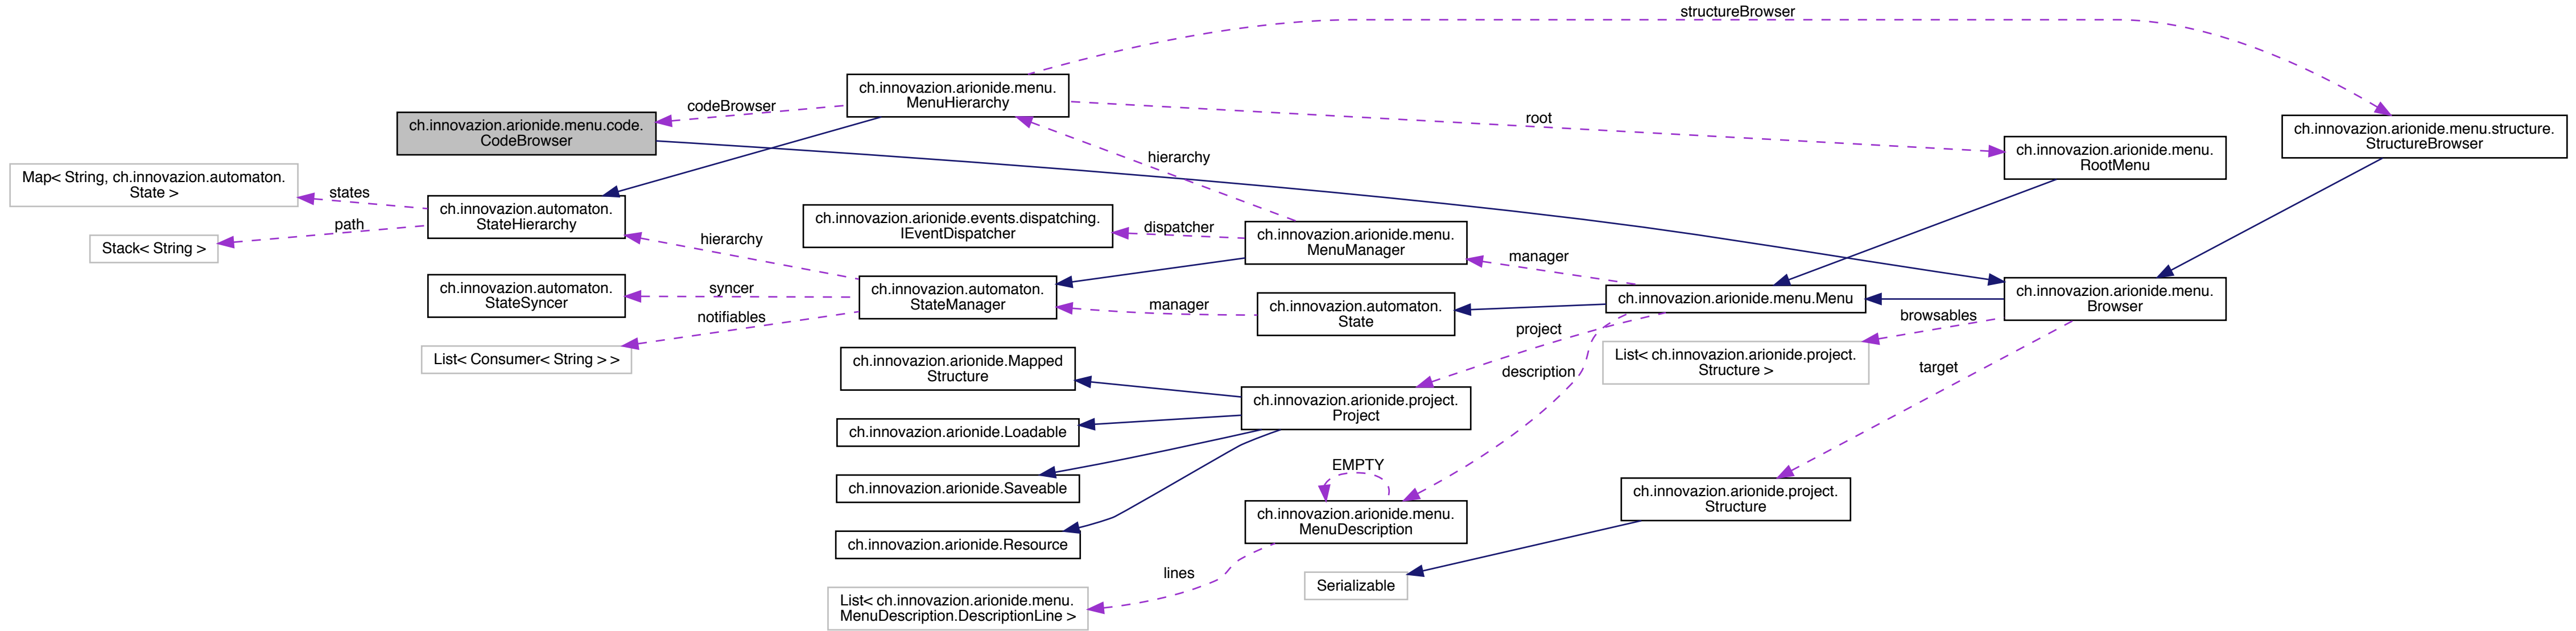 structureBrowser
ch.innovazion.arionide.menu.
MenuHierarchy
codeBrowser
root
ch.innovazion.arionide.menu.code.
CodeBrowser
ch.innovazion.arionide.menu.structure.
StructureBrowser
ch.innovazion.arionide.menu.
RootMenu
hierarchy
Map< String, ch.innovazion.automaton.
State >
states
path
Stack< String >
ch.innovazion.automaton.
StateHierarchy
ch.innovazion.arionide.events.dispatching.
IEventDispatcher
dispatcher
ch.innovazion.arionide.menu.
MenuManager
hierarchy
manager
ch.innovazion.automaton.
StateSyncer
syncer
ch.innovazion.automaton.
StateManager
manager
ch.innovazion.automaton.
State
ch.innovazion.arionide.menu.Menu
ch.innovazion.arionide.menu.
Browser
notifiables
List< Consumer< String > >
project
description
browsables
List< ch.innovazion.arionide.project.
Structure >
target
ch.innovazion.arionide.Mapped
Structure
ch.innovazion.arionide.project.
Project
ch.innovazion.arionide.Loadable
ch.innovazion.arionide.Saveable
ch.innovazion.arionide.Resource
EMPTY
ch.innovazion.arionide.menu.
MenuDescription
ch.innovazion.arionide.project.
Structure
lines
Serializable
List< ch.innovazion.arionide.menu.
MenuDescription.DescriptionLine >